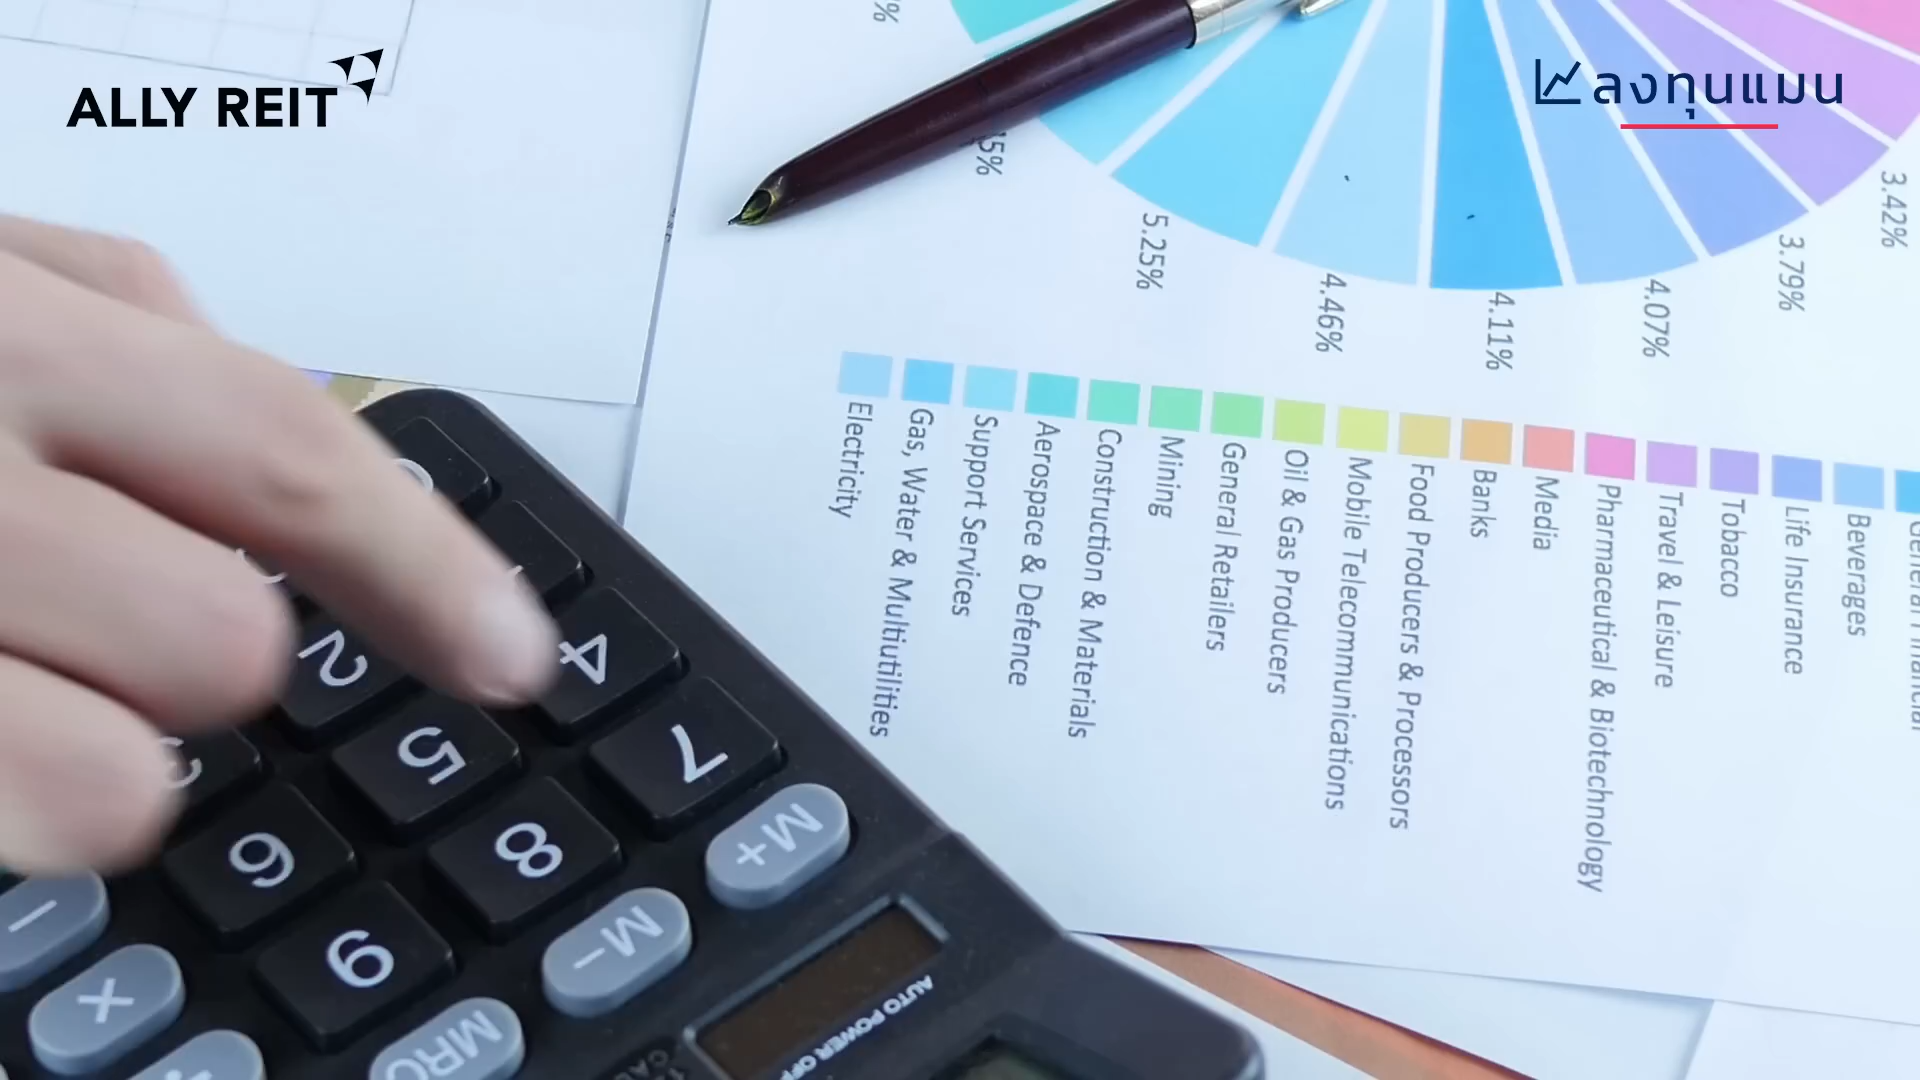 ALLY REIT
ลงทุนแมน
5.25%
4.46%
4.11%
4.07%
3.79%
3.42%
Electricity
Gas, Water & Multiutilities
Support Services
Aerospace & Defence
Construction & Materials
Mining
General Retailers
Oil & Gas Producers
Mobile Telecommunications
Food Producers & Processors
Banks
Media
Pharmaceutical & Biotechnology
Travel & Leisure
Tobacco
Life Insurance
Beverages
4
2
7
5
3
M+
8
6
M-
9
MRC
AUTO POWER OFF